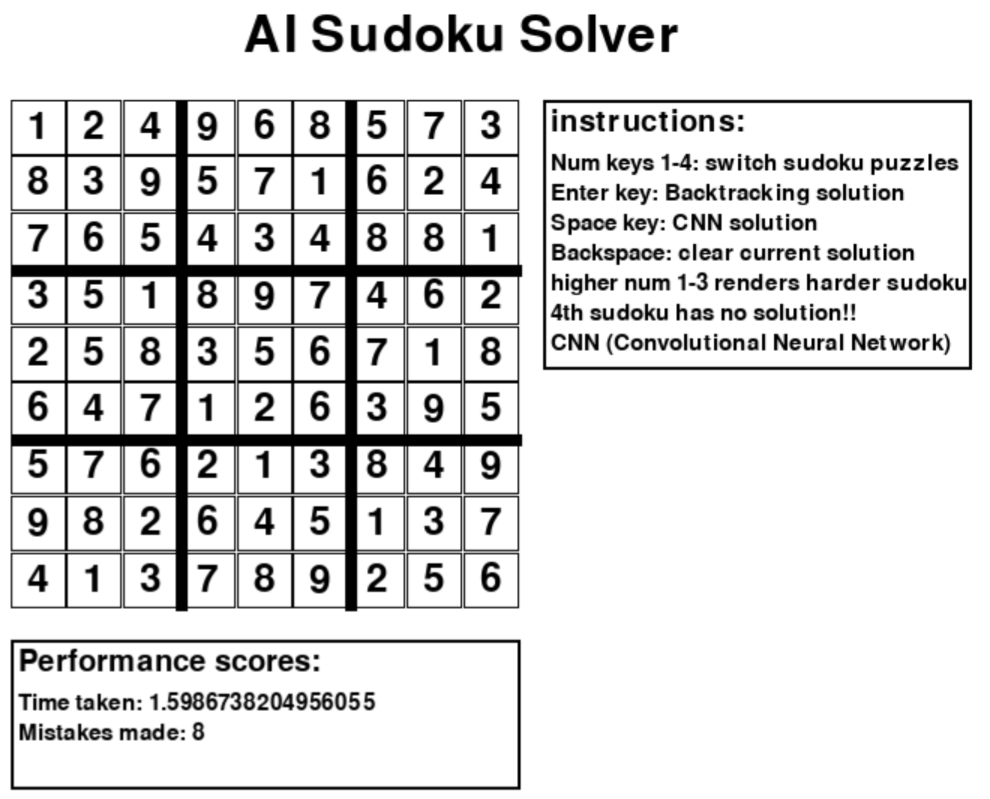 AI Sudoku Solver
1 2 4 9 6 8 5 7 3
8 3 9 5 7 1 6 2 4
7 6 5 4 3 4 8 8 1
3 5 1 8 9 7 4 6 2
2 5 8 3 5 6 7 1 8
6 4 7 1 2 6 3 9 5
5 7 6 2 1 3 8 4 9
9 8 2 6 4 5 1 3 7
4 1 3 7 8 9 2 5 6
instructions:
Num keys 1-4: switch sudoku puzzles
Enter key: Backtracking solution
Space key: CNN solution
Backspace: clear current solution
higher num 1-3 renders harder sudoku
4th sudoku has no solution!!
CNN (Convolutional Neural Network)
Performance scores:
Time taken: 1.5986738204956055
Mistakes made: 8